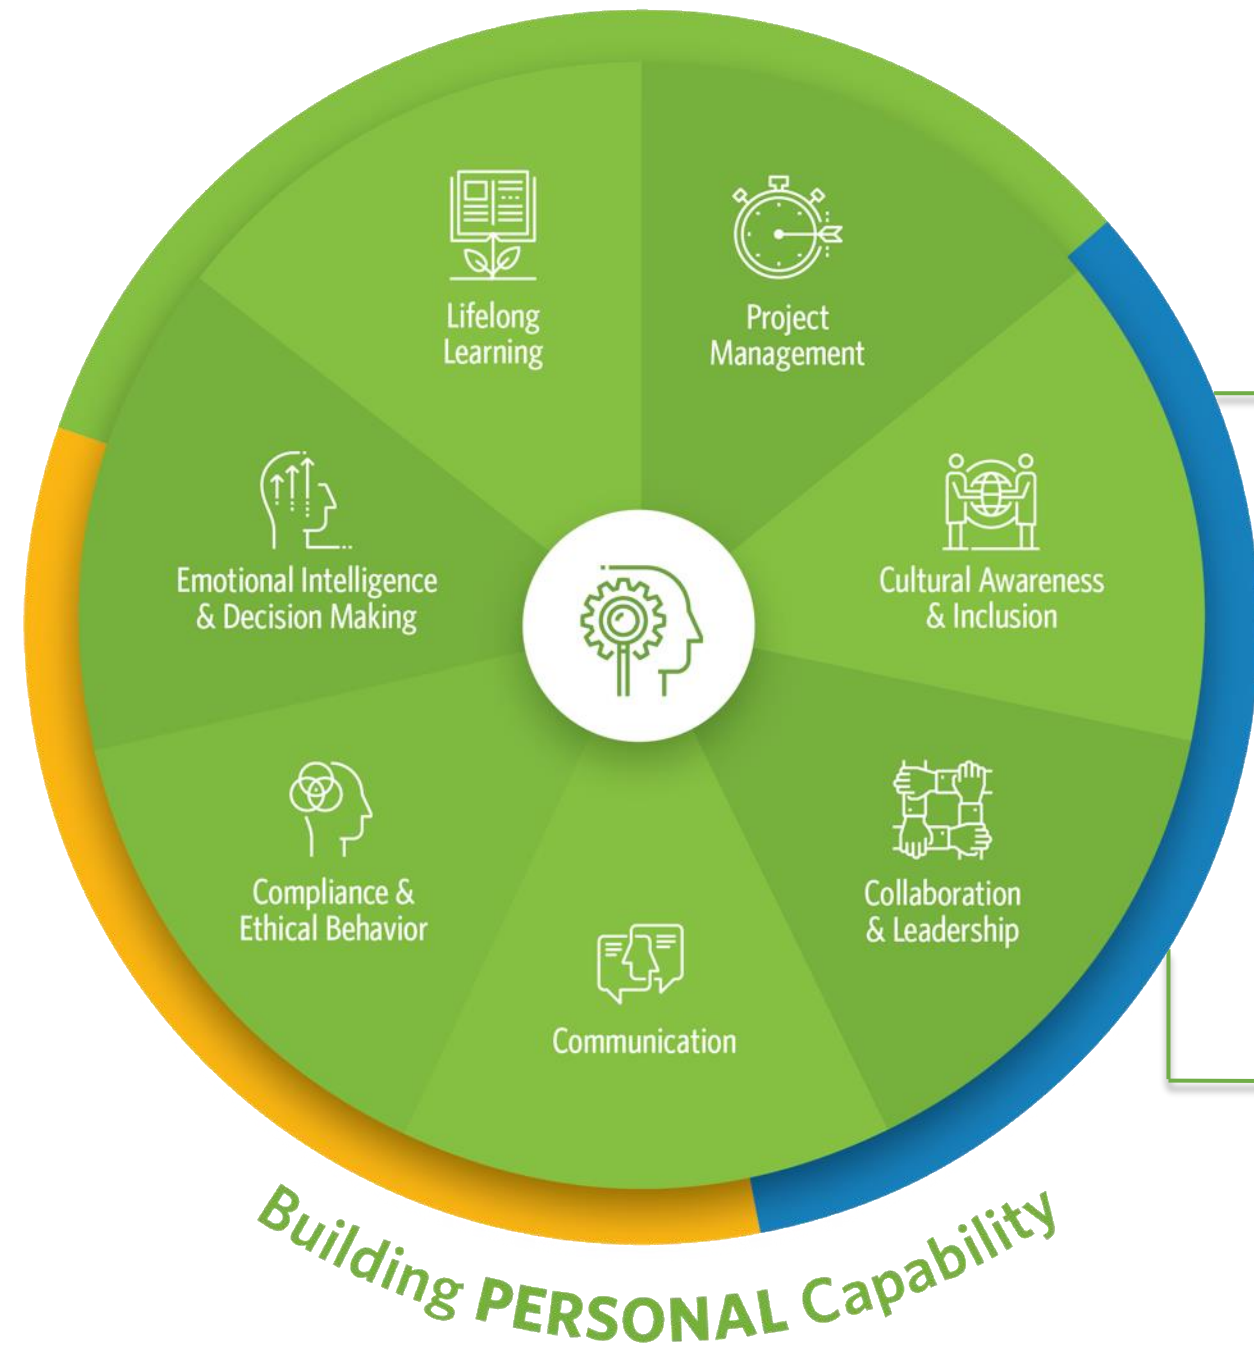 Lifelong
Learning
Project
Management
Emotional Intelligence
& Decision Making
Cultural Awareness
& Inclusion
Compliance &
Ethical Behavior
Collaboration
& Leadership
Communication
Building PERSONAL Capability